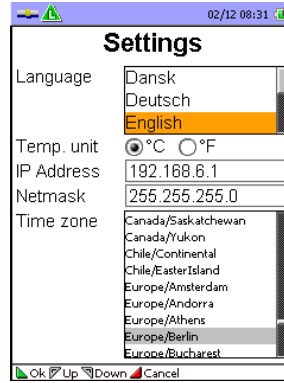 L 02/12 08:31
Settings
Language Dansk
Deutsch
English
Temp. unit °C °F
IP Address 192.168.6.1
Netmask 255.255.255.0
Time zone Canada/Saskatchewan
Canada/Yukon
Chile/Continental
Chile/EasterIsland
Europe/Amsterdam
Europe/Andorra
Europe/Athens
Europe/Berlin
Europe/Bucharest
Ok Up Down Cancel